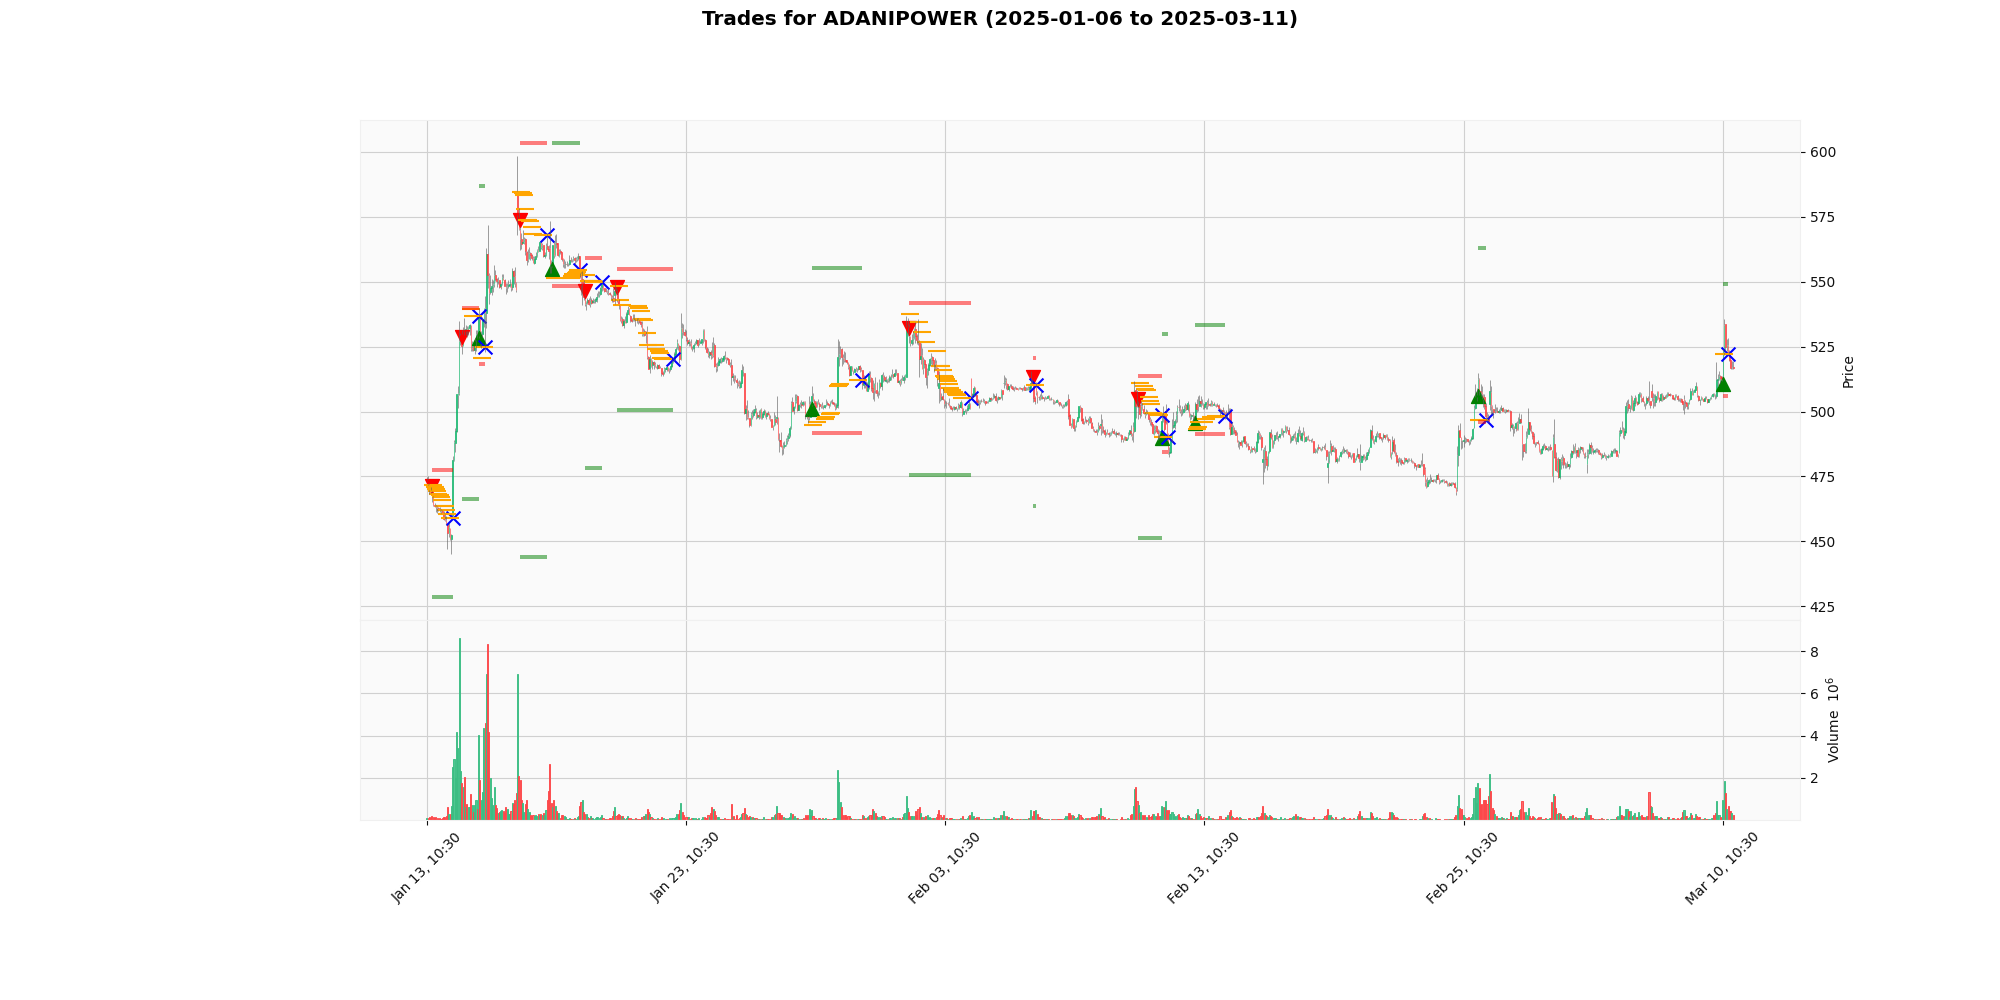 Trades for ADANIPOWER (2025-01-06 to 2025-03-11)
600
575
550
525
500
475
450
425
Price
8
6
4
2
Volume 10^6
Jan 13, 10:30
Jan 23, 10:30
Feb 03, 10:30
Feb 13, 10:30
Feb 25, 10:30
Mar 10, 10:30